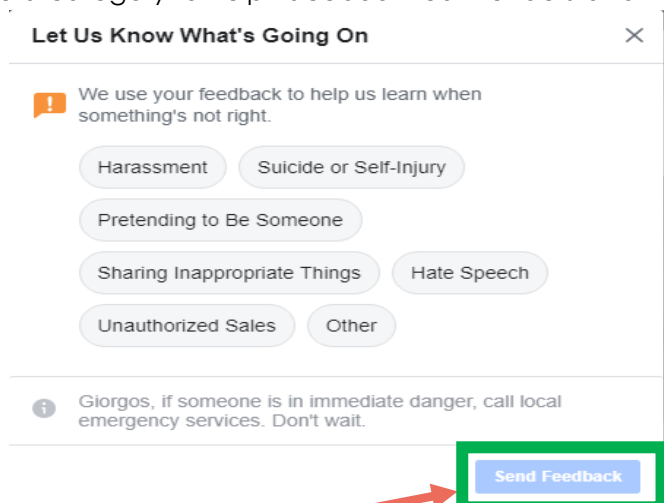 Let Us Know What's Going On
We use your feedback to help us learn when
something's not right.
Harassment Suicide or Self-Injury
Pretending to Be Someone
Sharing Inappropriate Things Hate Speech
Unauthorized Sales Other
Giorgos, if someone is in immediate danger, call local
emergency services. Don't wait.
Send Feedback